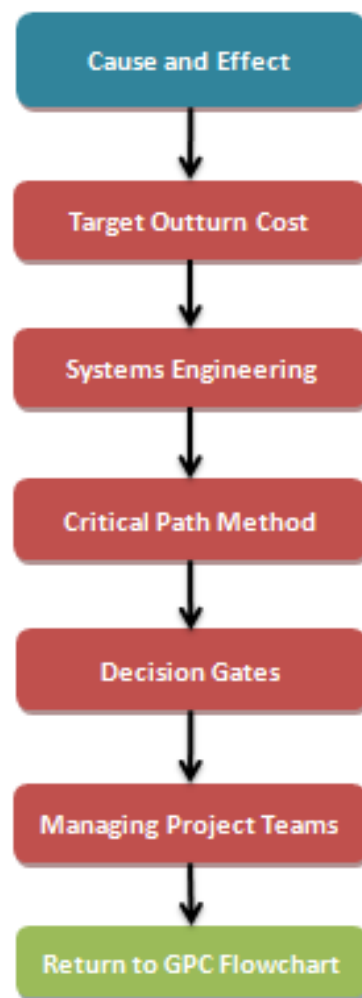 Cause and Effect
Target Outturn Cost
Systems Engineering
Critical Path Method
Decision Gates
Managing Project Teams
Return to GPC Flowchart